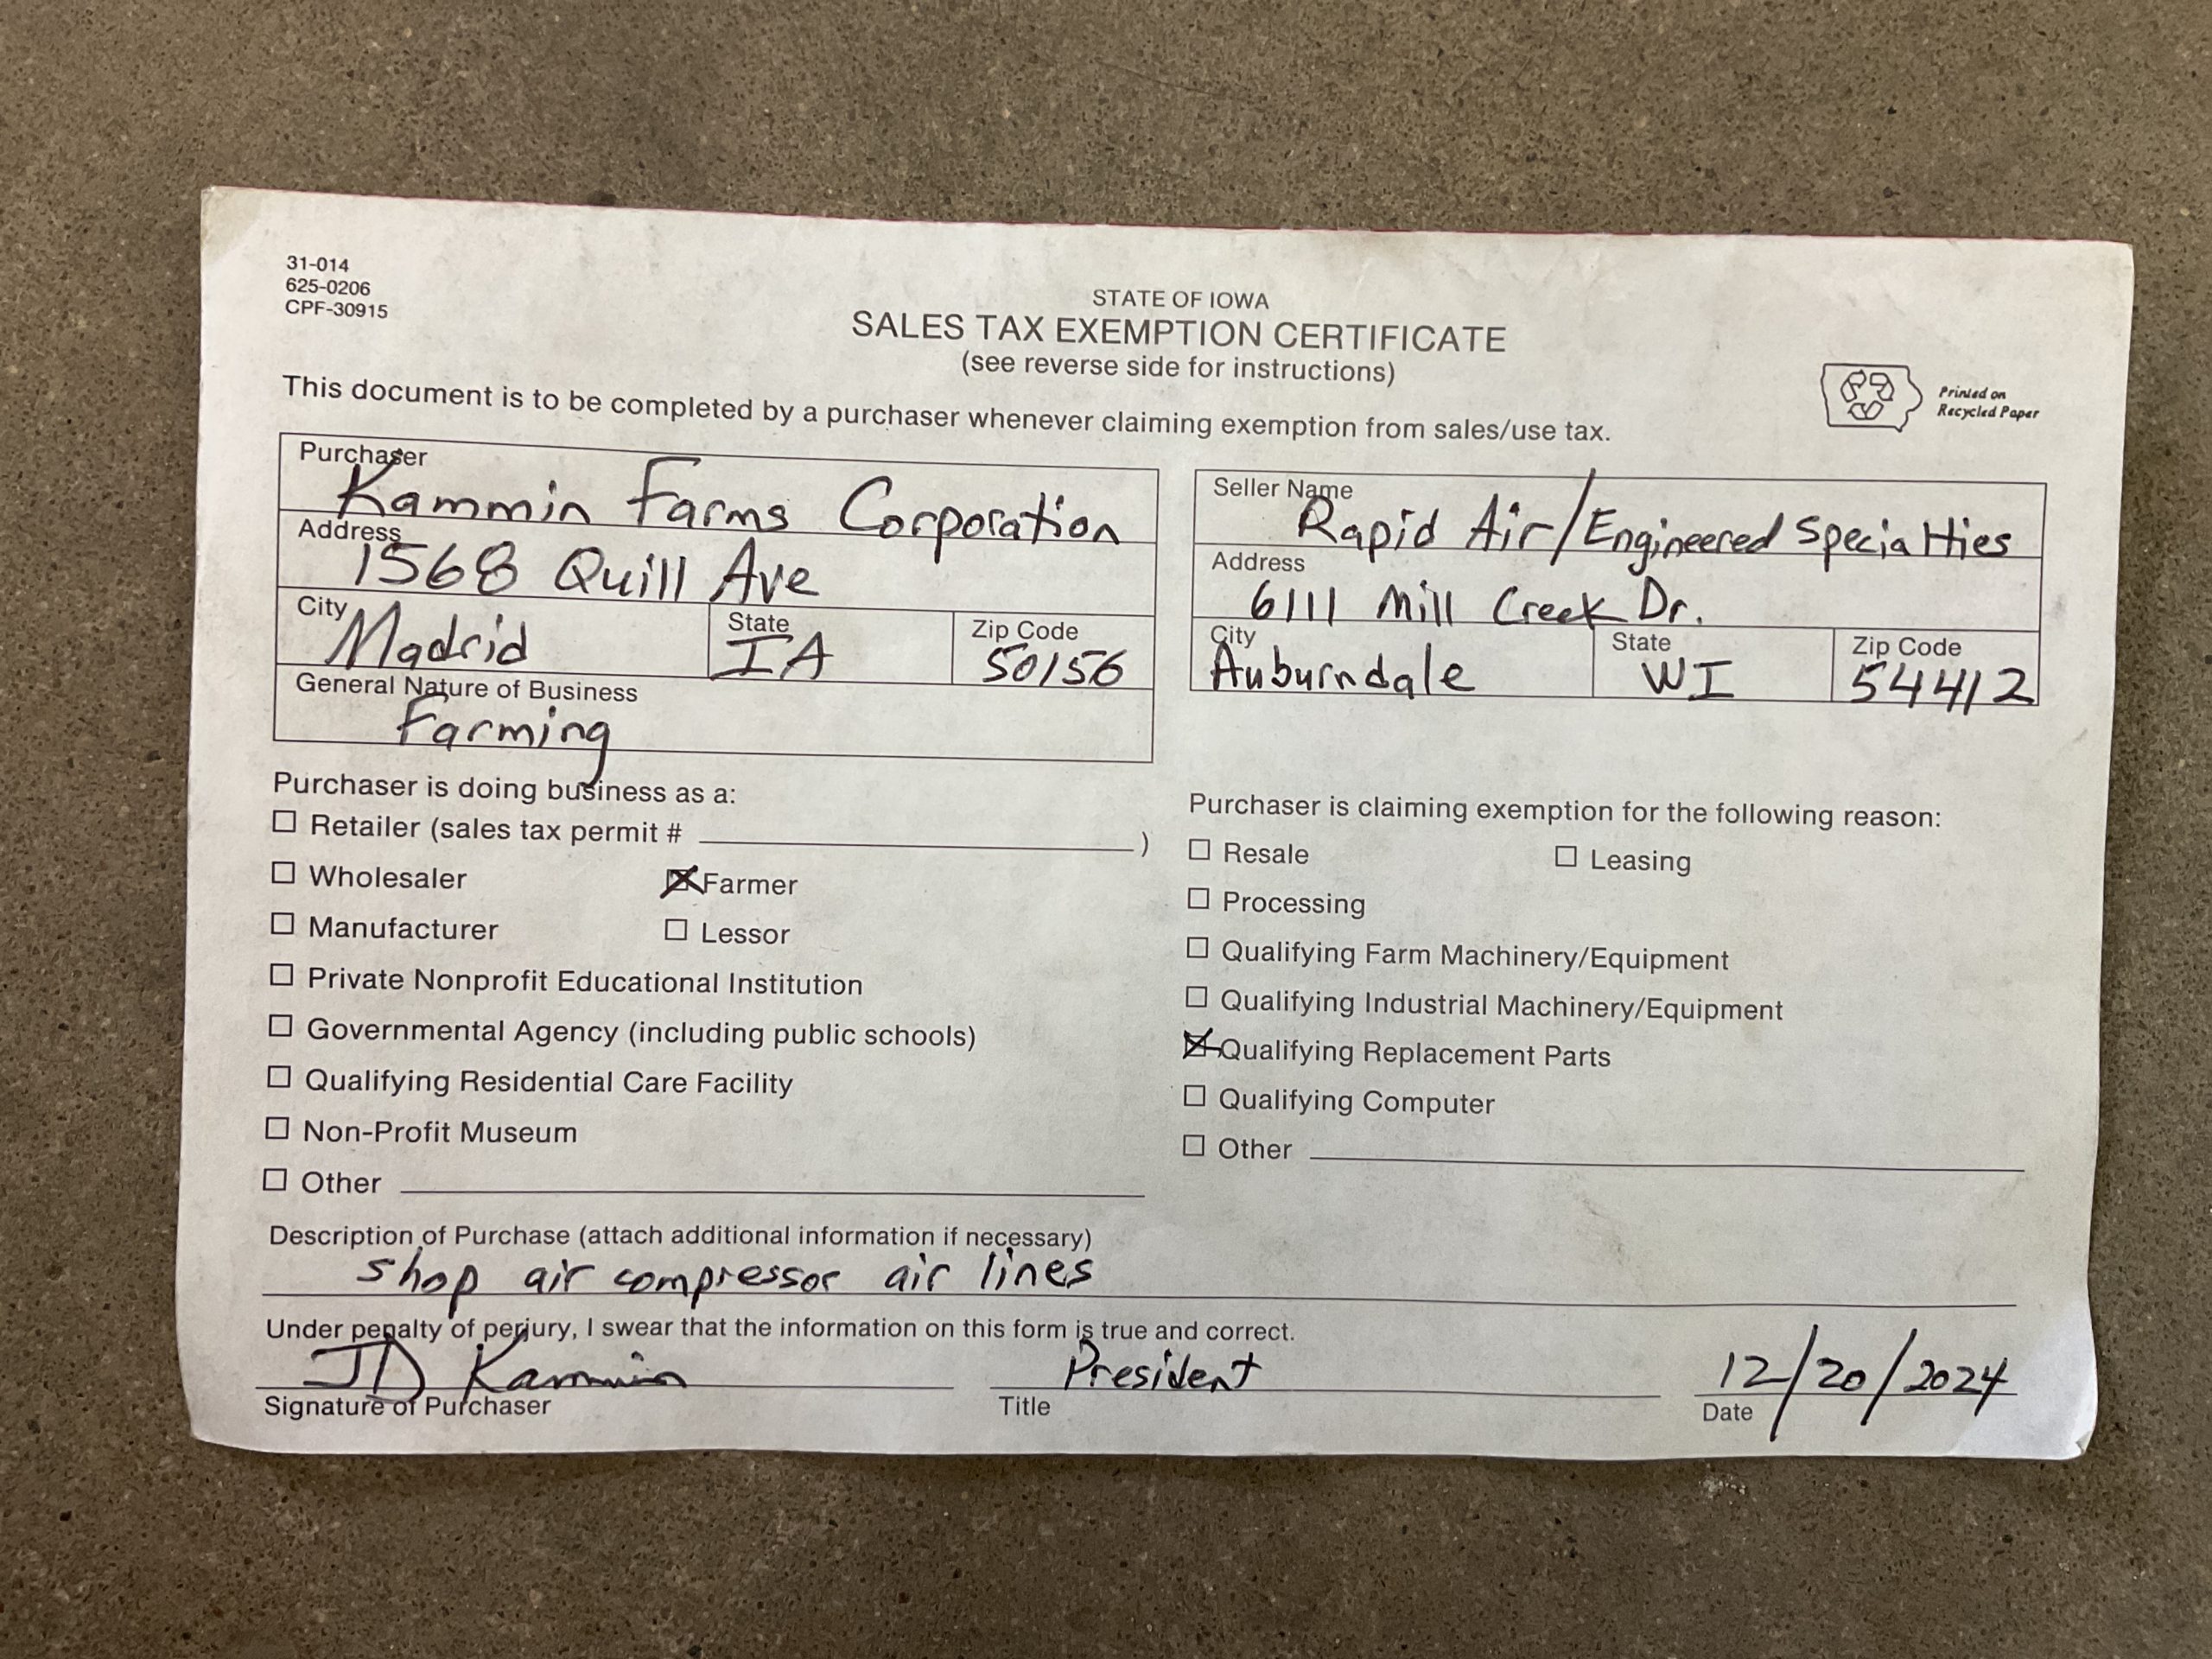 31-014
625-0206
CPF-30915
STATE OF IOWA
SALES TAX EXEMPTION CERTIFICATE
(see reverse side for instructions)
Printed on
Recycled Paper
This document is to be completed by a purchaser whenever claiming exemption from sales/use tax.
Purchaser
Kammin Farms Corporation
Address
1568 Quill Ave
City State Zip Code
Madrid IA 50156
General Nature of Business
Farming
Seller Name
Rapid Air/Engineered Specialties
Address
6111 Mill Creek Dr.
City State Zip Code
Auburndale WI 54412
Purchaser is doing business as a:
Retailer (sales tax permit # )
Wholesaler Farmer
Manufacturer Lessor
Private Nonprofit Educational Institution
Governmental Agency (including public schools)
Qualifying Residential Care Facility
Non-Profit Museum
Other
Purchaser is claiming exemption for the following reason:
Resale Leasing
Processing
Qualifying Farm Machinery/Equipment
Qualifying Industrial Machinery/Equipment
Qualifying Replacement Parts
Qualifying Computer
Other
Description of Purchase (attach additional information if necessary)
shop air compressor air lines
Under penalty of perjury, I swear that the information on this form is true and correct.
JD Kammin President 12/20/2024
Signature of Purchaser Title Date